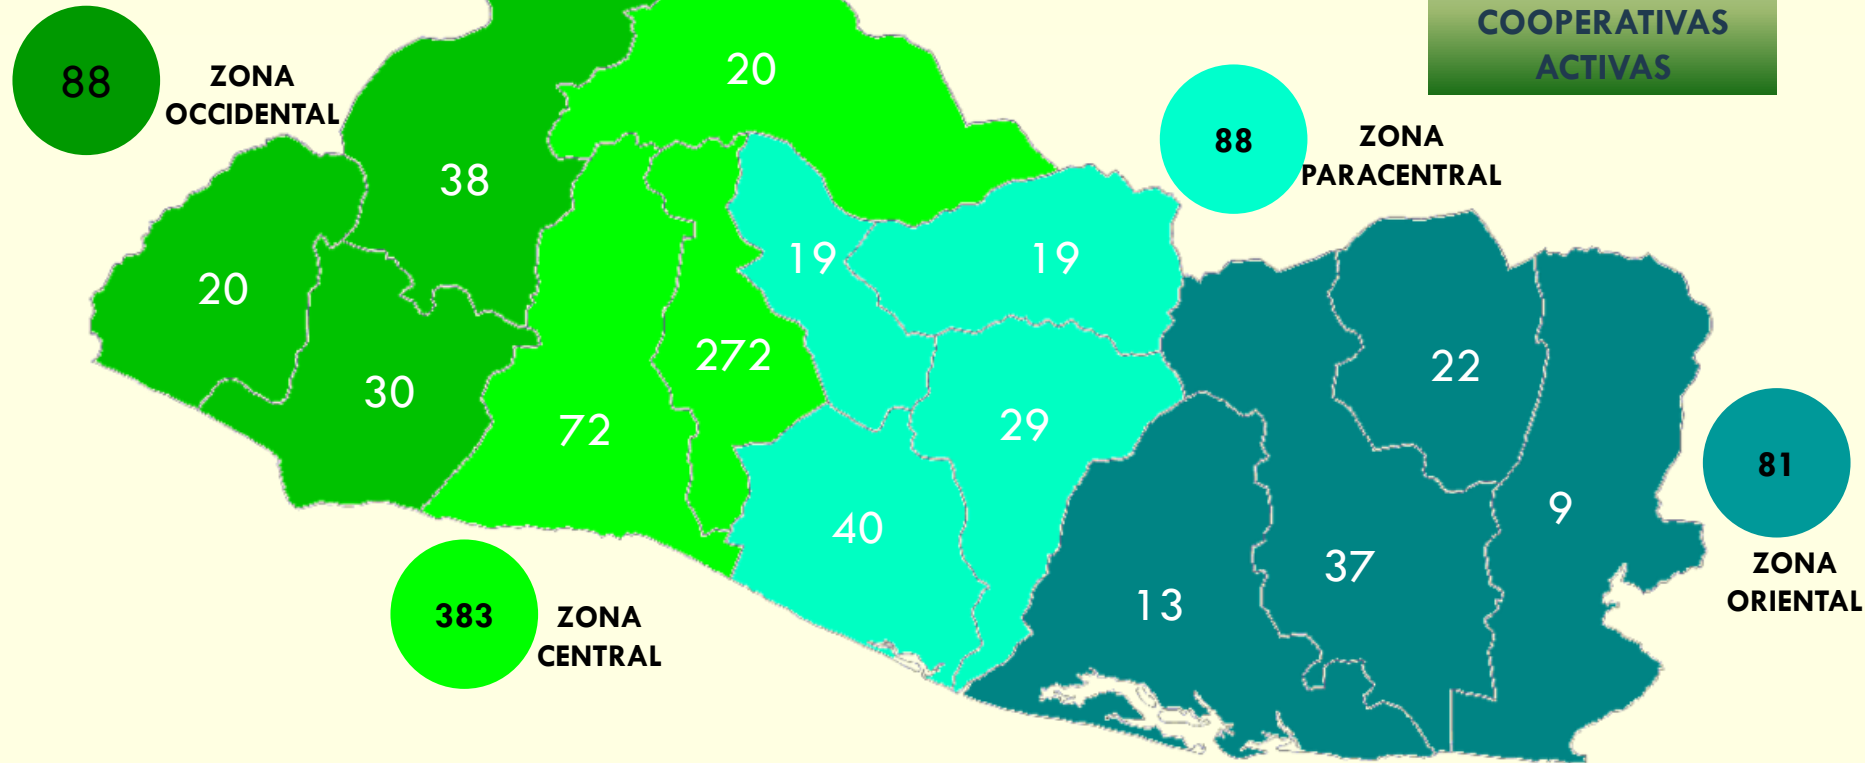 COOPERATIVAS
ACTIVAS
88
ZONA
OCCIDENTAL
20
88
ZONA
PARACENTRAL
38
19
19
20
272
22
30
72
29
81
9
40
37
13
ZONA
ORIENTAL
383
ZONA
CENTRAL